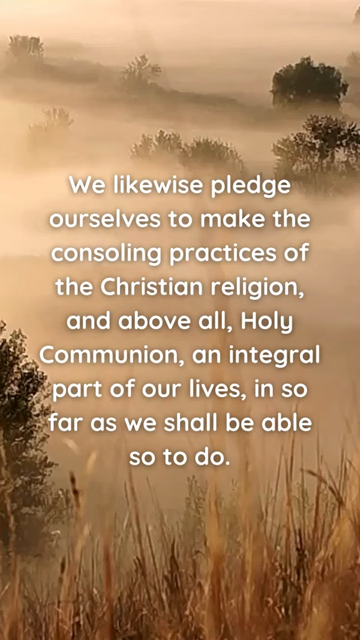 We likewise pledge
ourselves to make the
consoling practices of
the Christian religion,
and above all, Holy
Communion, an integral
part of our lives, in so
far as we shall be able
so to do.